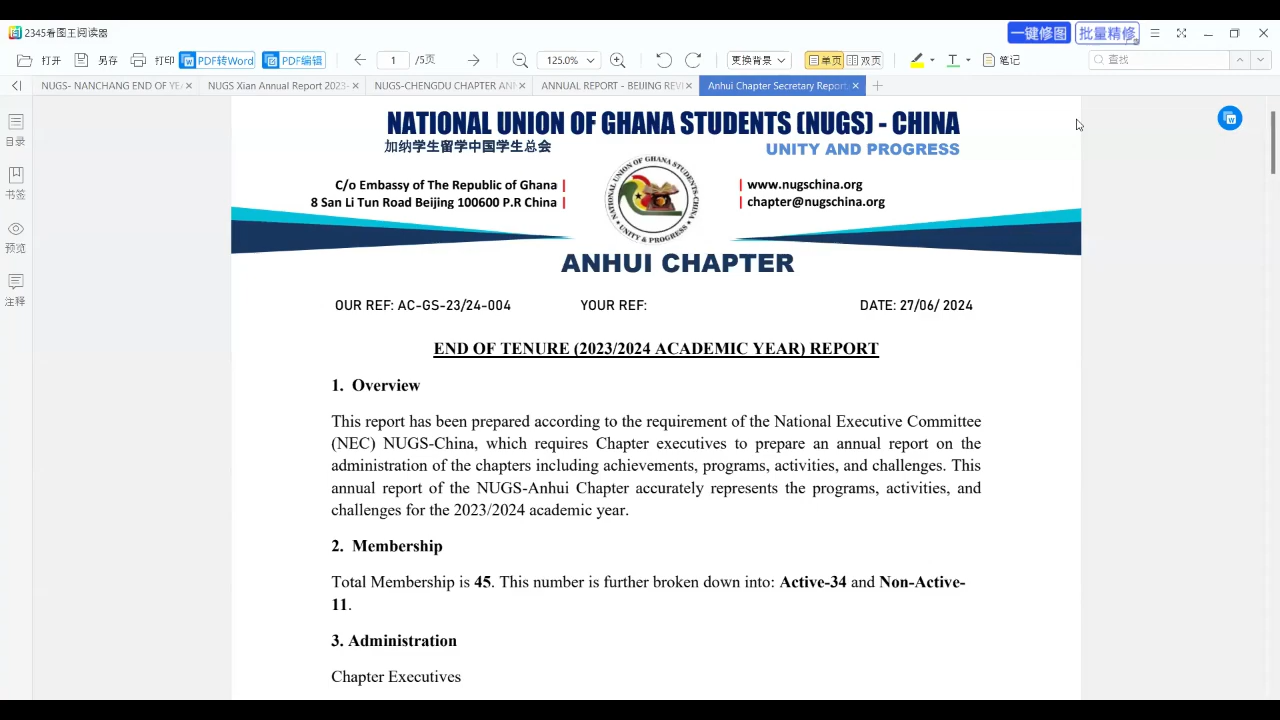 2345看图王阅读器
一键修图
批量精修
打开
另存
打印
PDF转Word
PDF编辑
1 /5页
125.0%
更换背景
单页
双页
笔记
查找
NUGS- NANCHANG END OF YE
NUGS Xian Annual Report 2023-
NUGS-CHENGDU CHAPTER AN
ANNUAL REPORT - BEIJING REVI
Anhui Chapter Secretary Report.
目录
书签
预览
注释
NATIONAL UNION OF GHANA STUDENTS (NUGS) - CHINA
加纳学生留学中国学生总会
UNITY AND PROGRESS
C/o Embassy of The Republic of Ghana |
8 San Li Tun Road Beijing 100600 P.R China |
NATIONAL UNION OF GHANA STUDENTS-CHINA
UNITY & PROGRESS
| www.nugschina.org
| chapter@nugschina.org
ANHUI CHAPTER
OUR REF: AC-GS-23/24-004 YOUR REF: DATE: 27/06/ 2024
END OF TENURE (2023/2024 ACADEMIC YEAR) REPORT
1. Overview
This report has been prepared according to the requirement of the National Executive Committee
(NEC) NUGS-China, which requires Chapter executives to prepare an annual report on the
administration of the chapters including achievements, programs, activities, and challenges. This
annual report of the NUGS-Anhui Chapter accurately represents the programs, activities, and
challenges for the 2023/2024 academic year.
2. Membership
Total Membership is 45. This number is further broken down into: Active-34 and Non-Active-
11.
3. Administration
Chapter Executives